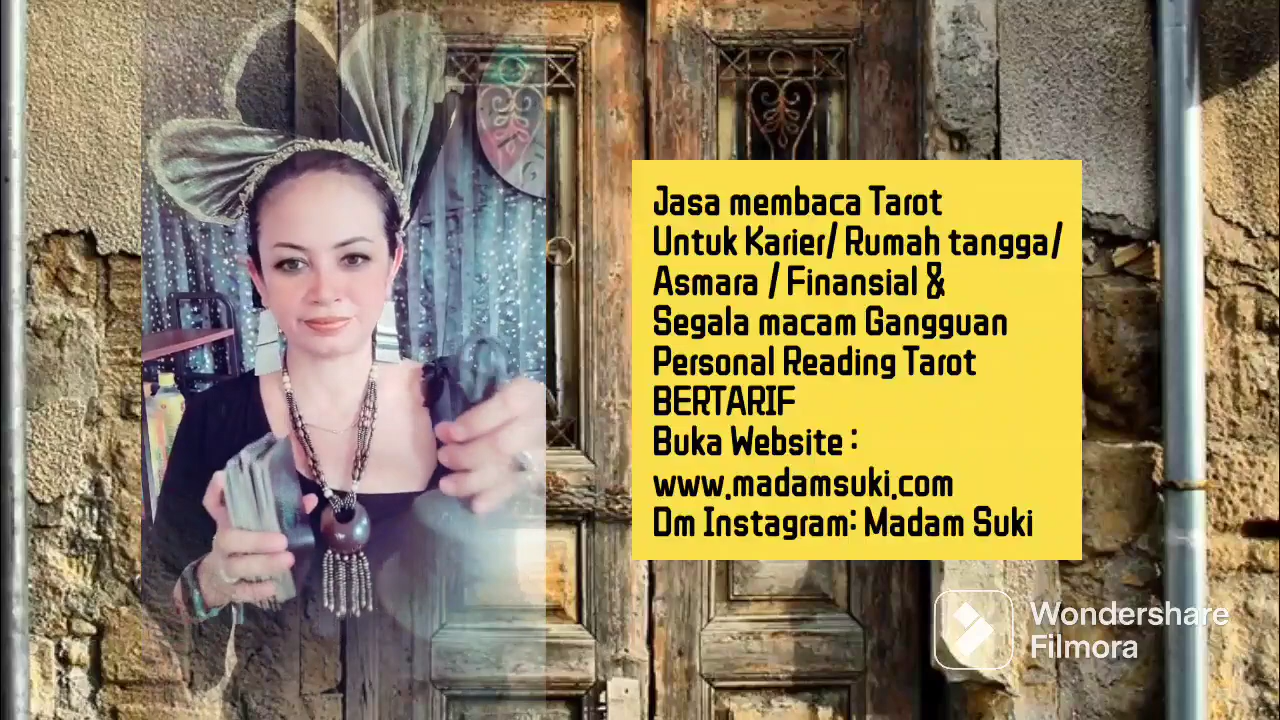 Jasa membaca Tarot
Untuk Karier/ Rumah tangga/
Asmara / Finansial &
Segala macam Gangguan
Personal Reading Tarot
BERTARIF
Buka Website :
www.madamsuki.com
Dm Instagram: Madam Suki
Wondershare
Filmora